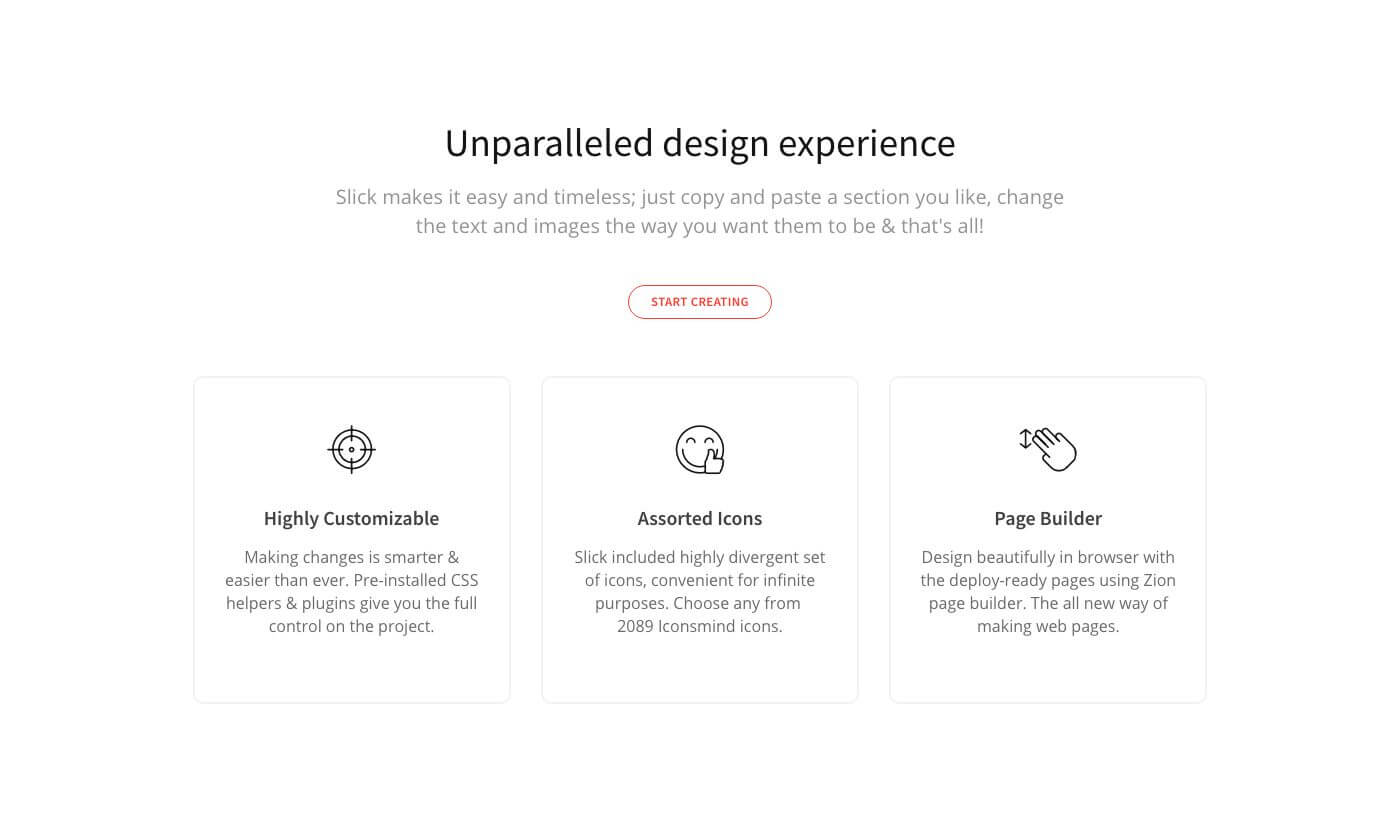 Unparalleled design experience
Slick makes it easy and timeless; just copy and paste a section you like, change
the text and images the way you want them to be & that's all!
START CREATING
Highly Customizable
Making changes is smarter &
easier than ever. Pre-installed CSS
helpers & plugins give you the full
control on the project.
Assorted Icons
Slick included highly divergent set
of icons, convenient for infinite
purposes. Choose any from
2089 Iconsmind icons.
Page Builder
Design beautifully in browser with
the deploy-ready pages using Zion
page builder. The all new way of
making web pages.